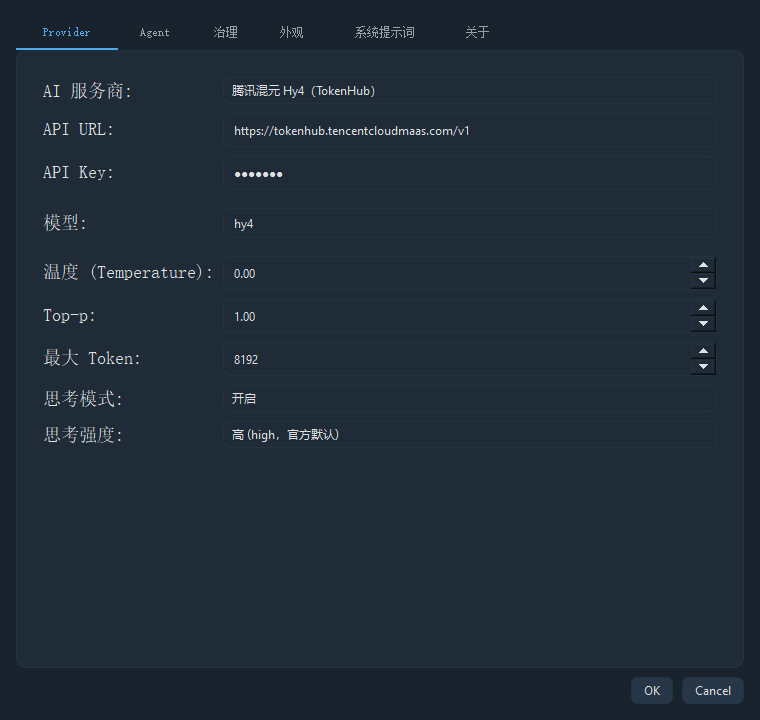 Provider Agent 治理 外观 系统提示词 关于
AI 服务商: 腾讯混元 Hy4（TokenHub）
API URL: https://tokenhub.tencentcloudmaas.com/v1
API Key: ●●●●●●●
模型: hy4
温度 (Temperature): 0.00
Top-p: 1.00
最大 Token: 8192
思考模式: 开启
思考强度: 高 (high，官方默认)
OK Cancel